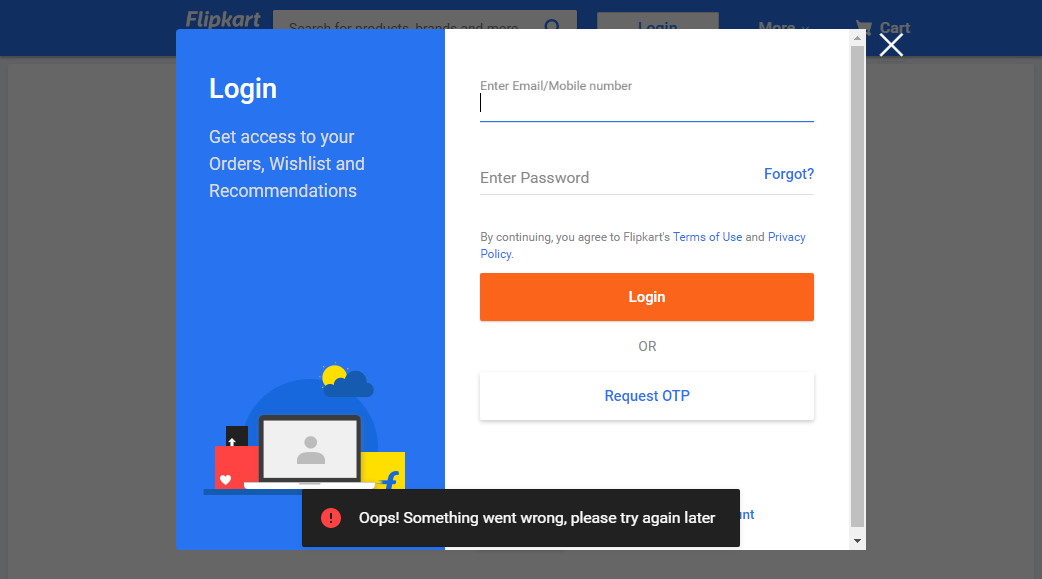 Flipkart
Search for products, brands and more
Login
More
Cart
Login
Get access to your
Orders, Wishlist and
Recommendations
Enter Email/Mobile number
Enter Password
Forgot?
By continuing, you agree to Flipkart's Terms of Use and Privacy
Policy.
Login
OR
Request OTP
Oops! Something went wrong, please try again later